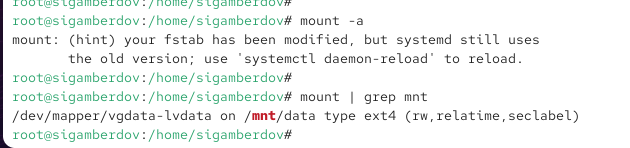 root@sigamberdov:/home/sigamberdov#
root@sigamberdov:/home/sigamberdov# mount -a
mount: (hint) your fstab has been modified, but systemd still uses
       the old version; use 'systemctl daemon-reload' to reload.
root@sigamberdov:/home/sigamberdov#
root@sigamberdov:/home/sigamberdov# mount | grep mnt
/dev/mapper/vgdata-lvdata on /mnt/data type ext4 (rw,relatime,seclabel)
root@sigamberdov:/home/sigamberdov#